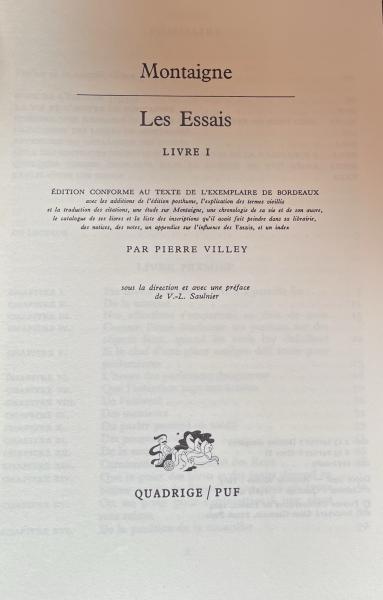 Montaigne
Les Essais
LIVRE I
ÉDITION CONFORME AU TEXTE DE L'EXEMPLAIRE DE BORDEAUX
avec les additions de l'édition posthume, l'explication des termes vieillis
et la traduction des citations, une étude sur Montaigne, une chronologie de sa vie et de son œuvre,
le catalogue de ses livres et la liste des inscriptions qu'il avait fait peindre dans sa librairie,
des notices, des notes, un appendice sur l'influence des Essais, et un index
PAR PIERRE VILLEY
sous la direction et avec une préface
de V.-L. Saulnier
QUADRIGE / PUF